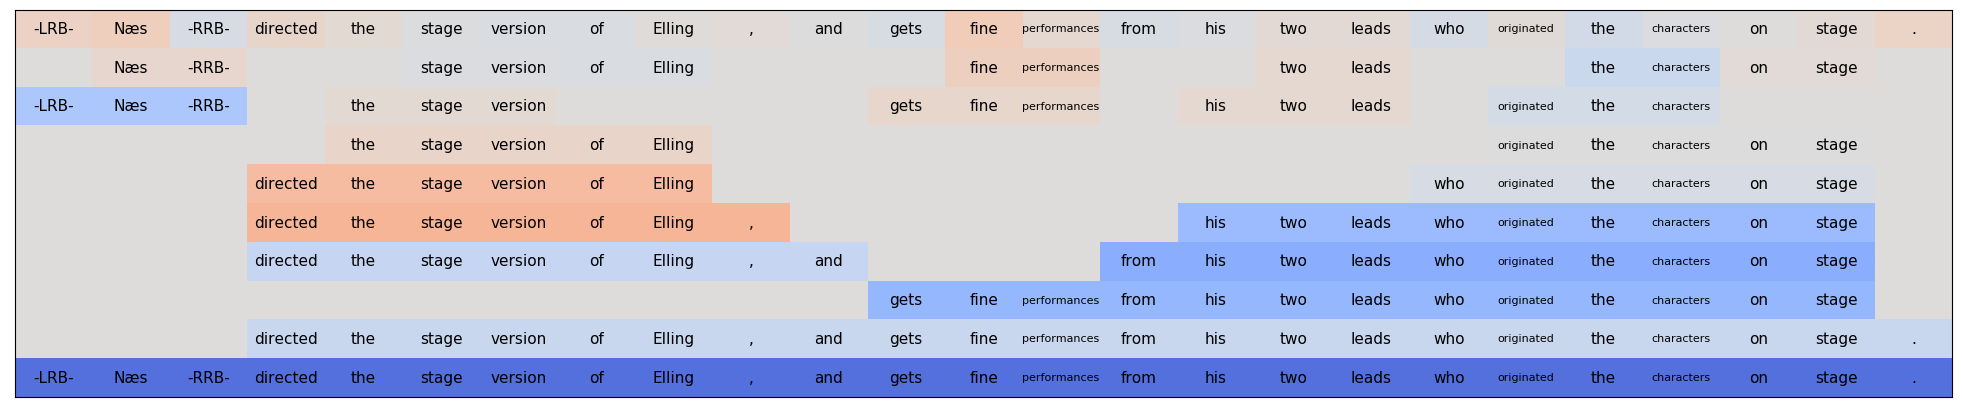 -LRB- Næs -RRB- directed the stage version of Elling , and gets fine performances from his two leads who originated the characters on stage .
Næs -RRB- stage version of Elling fine performances two leads the characters on stage
-LRB- Næs -RRB- the stage version gets fine performances his two leads originated the characters
the stage version of Elling originated the characters on stage
directed the stage version of Elling who originated the characters on stage
directed the stage version of Elling , his two leads who originated the characters on stage
directed the stage version of Elling , and from his two leads who originated the characters on stage
gets fine performances from his two leads who originated the characters on stage
directed the stage version of Elling , and gets fine performances from his two leads who originated the characters on stage .
-LRB- Næs -RRB- directed the stage version of Elling , and gets fine performances from his two leads who originated the characters on stage .